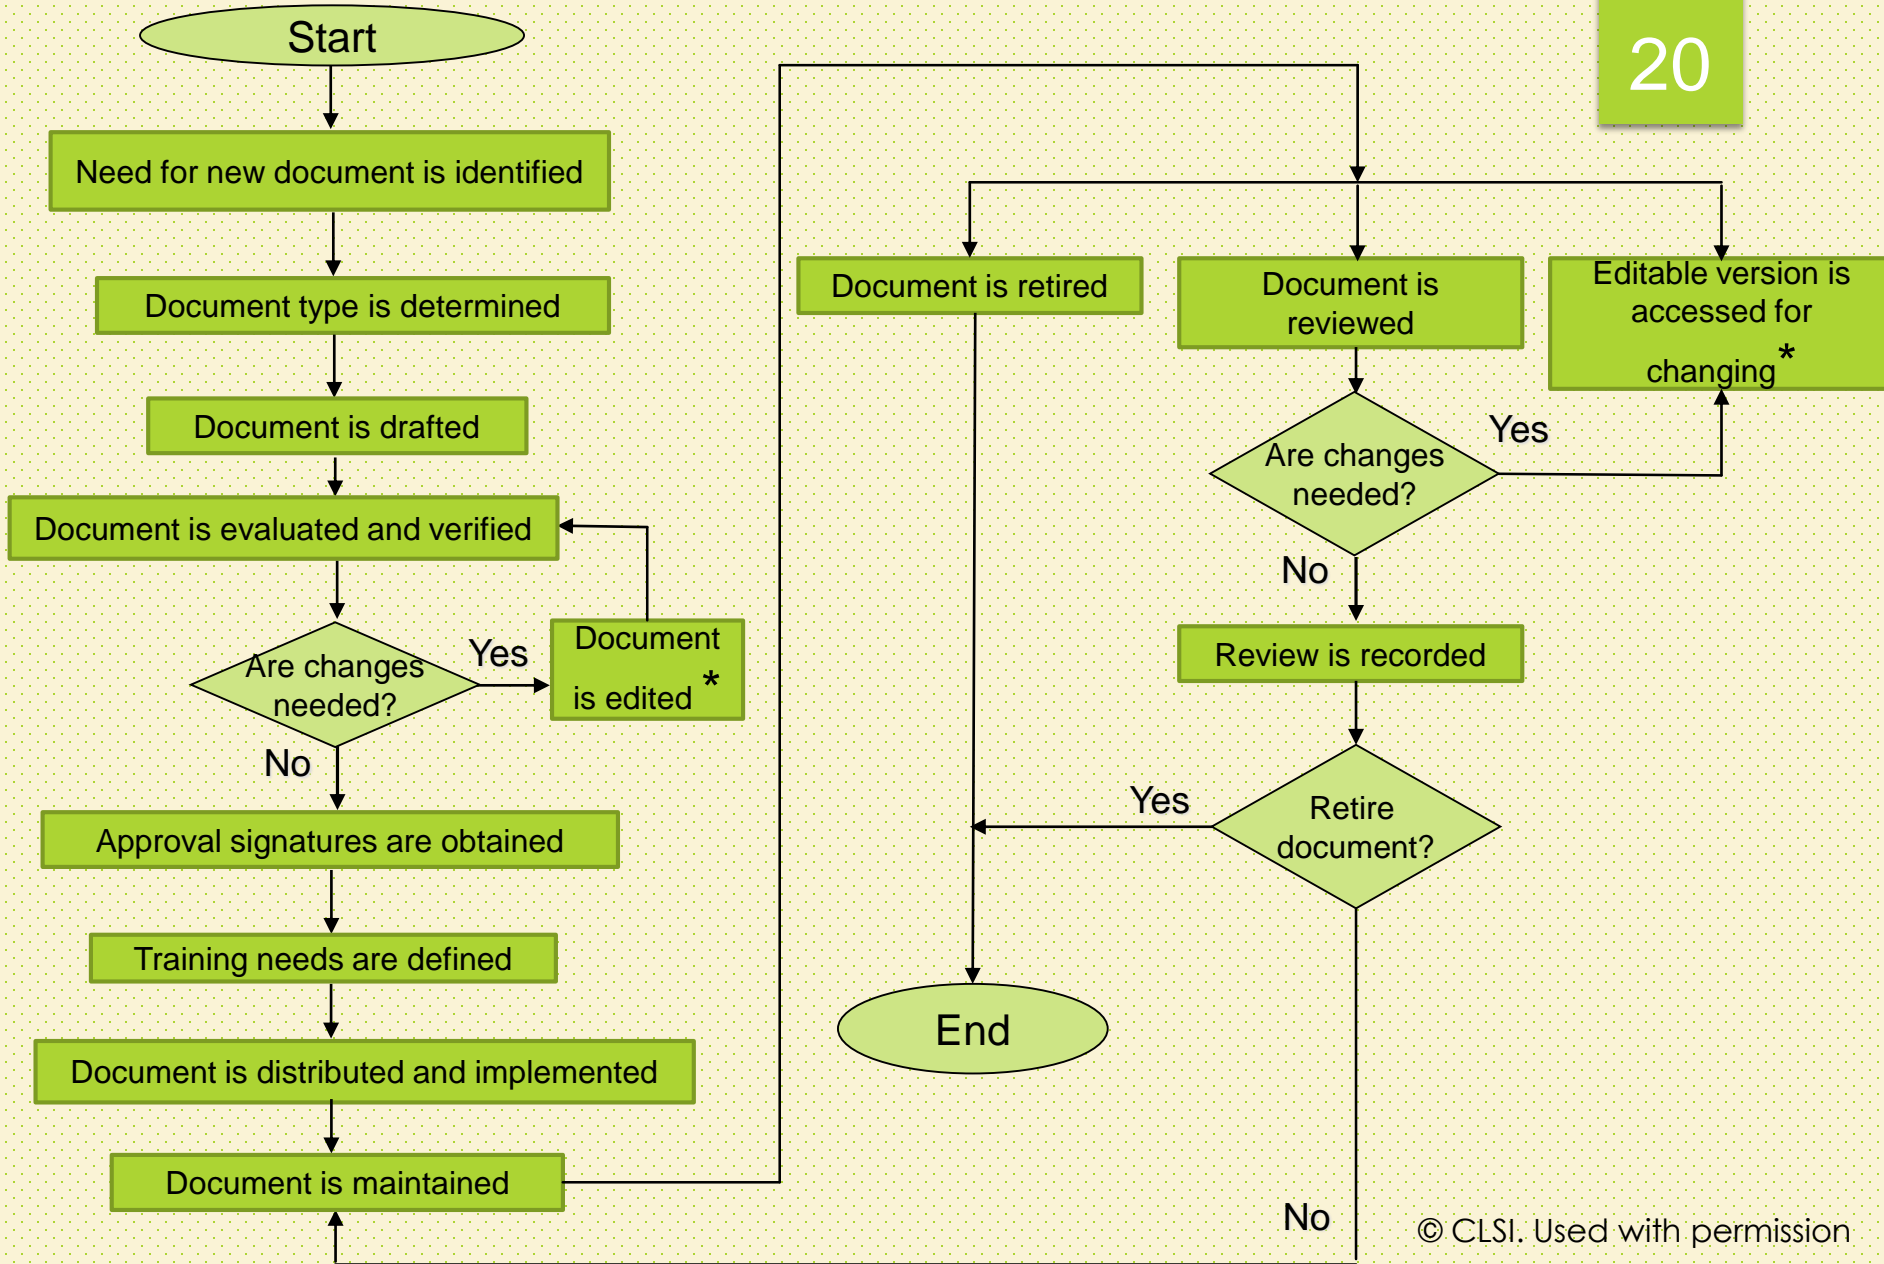 20
Start
Need for new document is identified
Document type is determined
Document is drafted
Document is evaluated and verified
Are changes
needed?
Yes
Document
is edited *
No
Approval signatures are obtained
Training needs are defined
Document is distributed and implemented
Document is maintained
Document is retired
Document is
reviewed
Editable version is
accessed for
changing *
Are changes
needed?
Yes
No
Review is recorded
Retire
document?
Yes
End
No
© CLSI. Used with permission